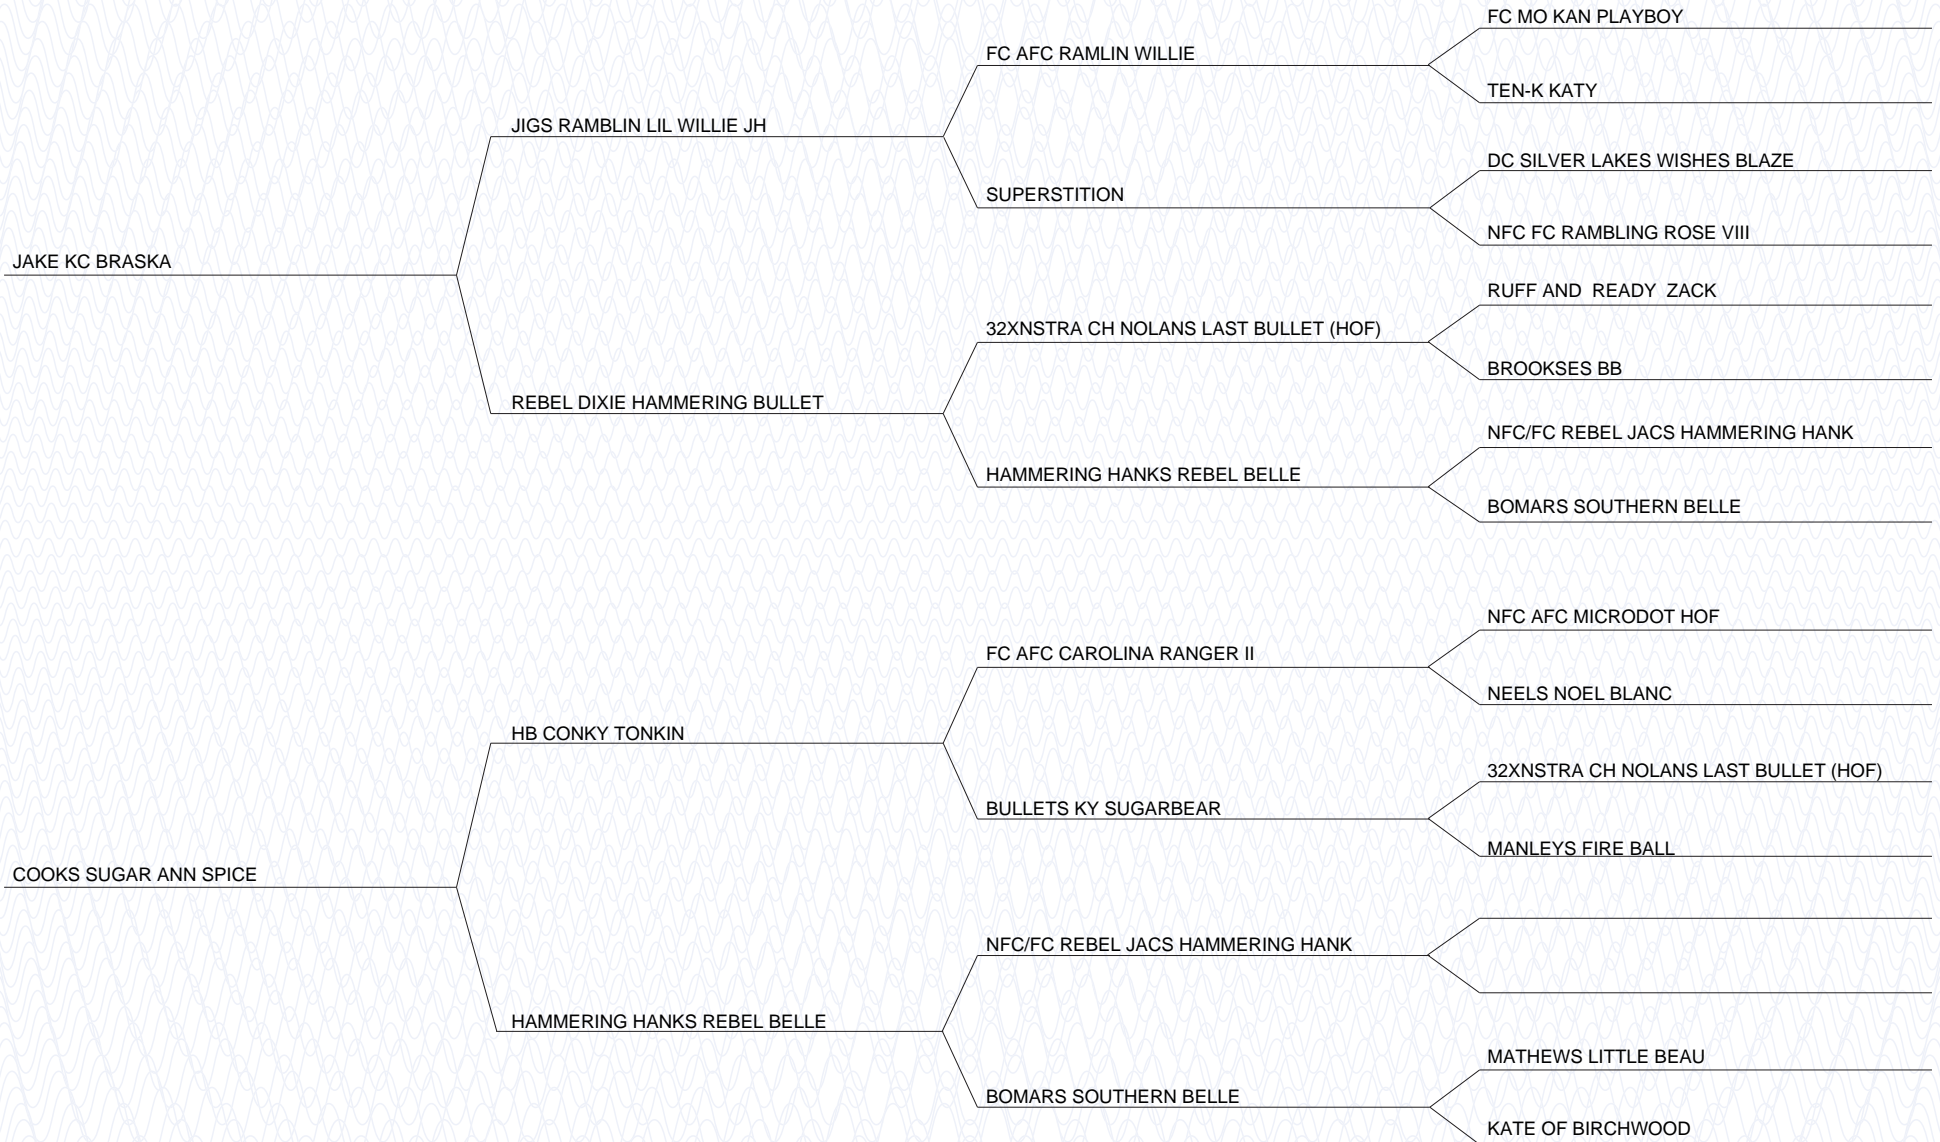 FC MO KAN PLAYBOY
FC AFC RAMLIN WILLIE
TEN-K KATY
JIGS RAMBLIN LIL WILLIE JH
DC SILVER LAKES WISHES BLAZE
SUPERSTITION
NFC FC RAMBLING ROSE VIII
JAKE KC BRASKA
RUFF AND  READY  ZACK
32XNSTRA CH NOLANS LAST BULLET (HOF)
BROOKSES BB
REBEL DIXIE HAMMERING BULLET
NFC/FC REBEL JACS HAMMERING HANK
HAMMERING HANKS REBEL BELLE
BOMARS SOUTHERN BELLE
NFC AFC MICRODOT HOF
FC AFC CAROLINA RANGER II
NEELS NOEL BLANC
HB CONKY TONKIN
32XNSTRA CH NOLANS LAST BULLET (HOF)
BULLETS KY SUGARBEAR
MANLEYS FIRE BALL
COOKS SUGAR ANN SPICE
NFC/FC REBEL JACS HAMMERING HANK
HAMMERING HANKS REBEL BELLE
MATHEWS LITTLE BEAU
BOMARS SOUTHERN BELLE
KATE OF BIRCHWOOD